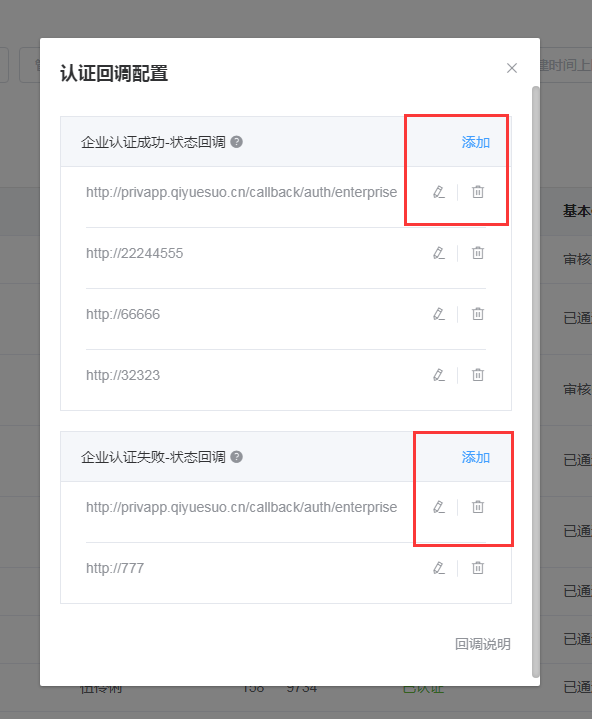 认证回调配置
建时间上
企业认证成功-状态回调
添加
http://privapp.qiyuesuo.cn/callback/auth/enterprise
基本
http://22244555
审核
http://66666
已通
http://32323
审核
企业认证失败-状态回调
添加
已通
http://privapp.qiyuesuo.cn/callback/auth/enterprise
已通
http://777
已通
回调说明
已通
158 9734
已认证
已通